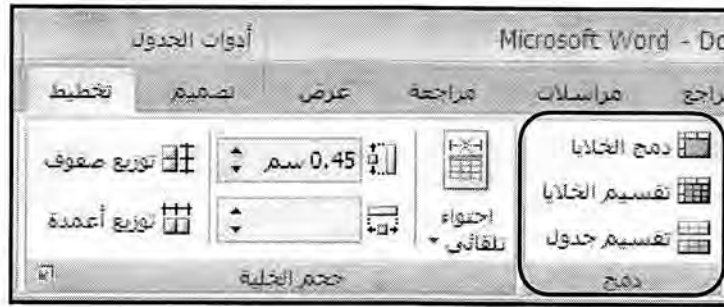 Microsoft Word - Do
أدوات الجدول
راجع مراسلات مراجعة عرض تصميم تخطيط
دمج الخلايا
تقسيم الخلايا
تقسيم جدول
دمج
احتواء
تلقائي
0.45 سم
توزيع صفوف
توزيع أعمدة
حجم الخلية